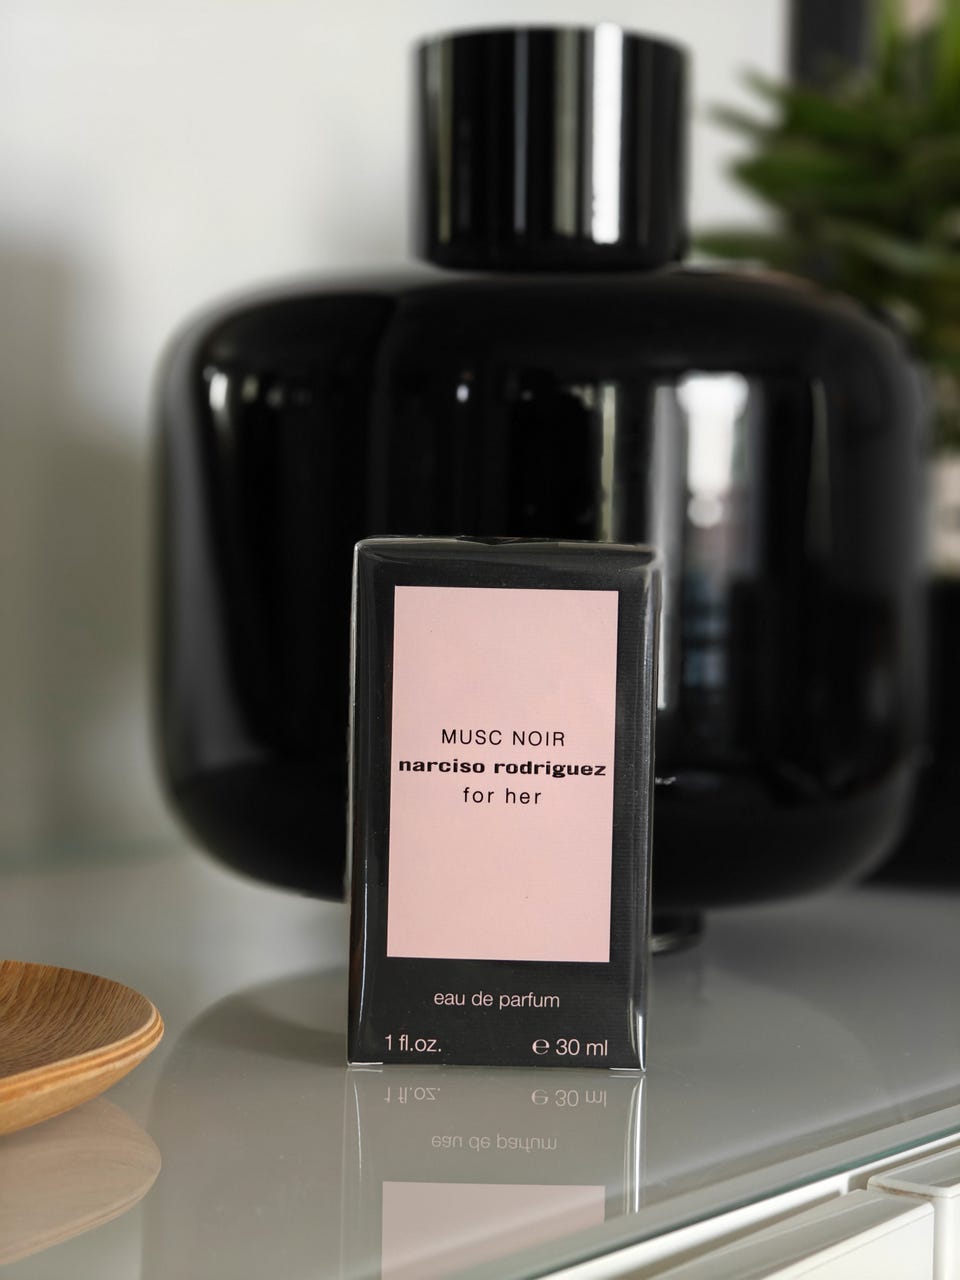 MUSC NOIR
narciso rodriguez
for her
eau de parfum
1 fl.oz. ℮ 30 ml